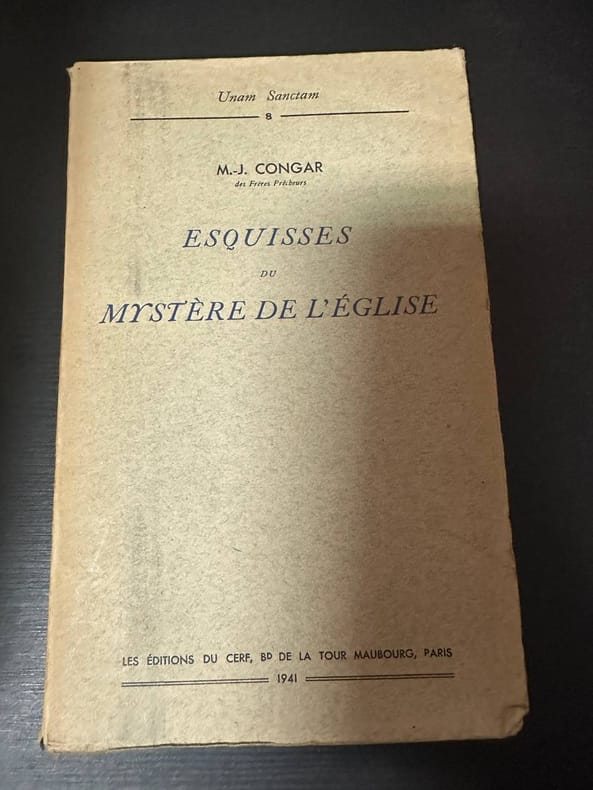 Unam Sanctam
8
M.-J. CONGAR
des Frères Prêcheurs
ESQUISSES
DU
MYSTÈRE DE L'ÉGLISE
LES ÉDITIONS DU CERF, BD DE LA TOUR MAUBOURG, PARIS
1941